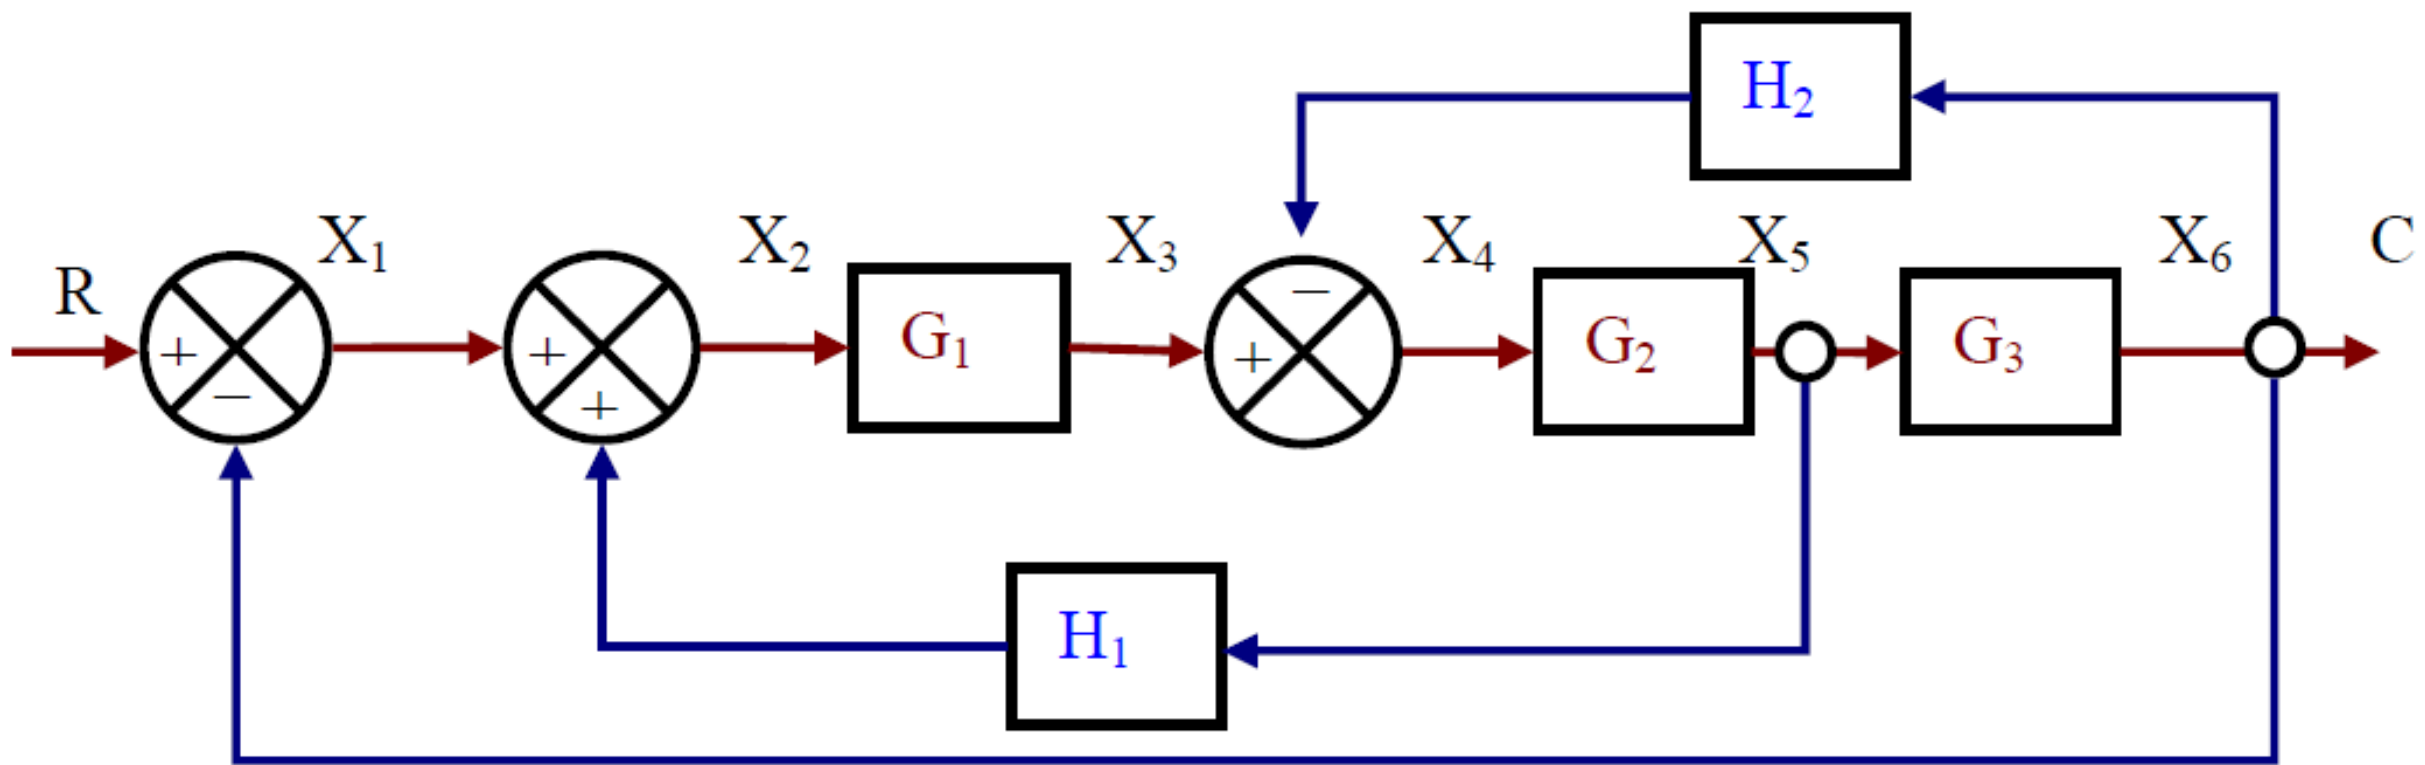 H₂
R X₁ X₂ X₃ X₄ X₅ X₆ C
+ − + + G₁ + − G₂ G₃
H₁